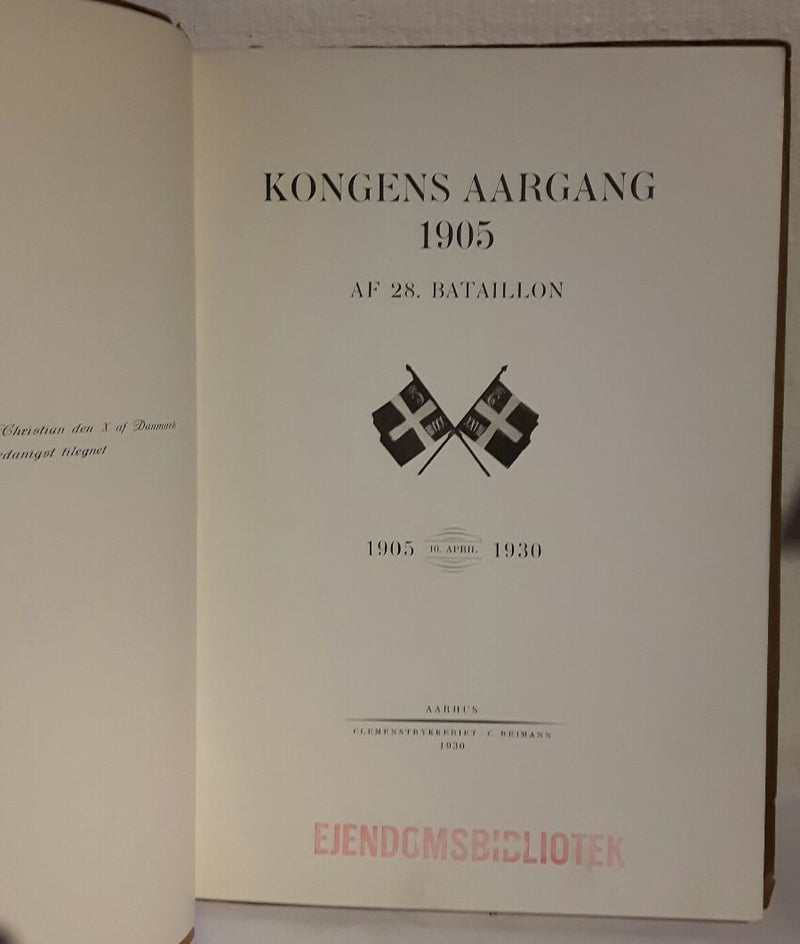 Christian den X af Danmark
tilegnet
KONGENS AARGANG
1905
AF 28. BATAILLON
XXVIII
1905 10. APRIL 1930
AARHUS
CLEMENSTRYKKERIET - C. REIMANN
1930
EJENDOMSBIBLIOTEK